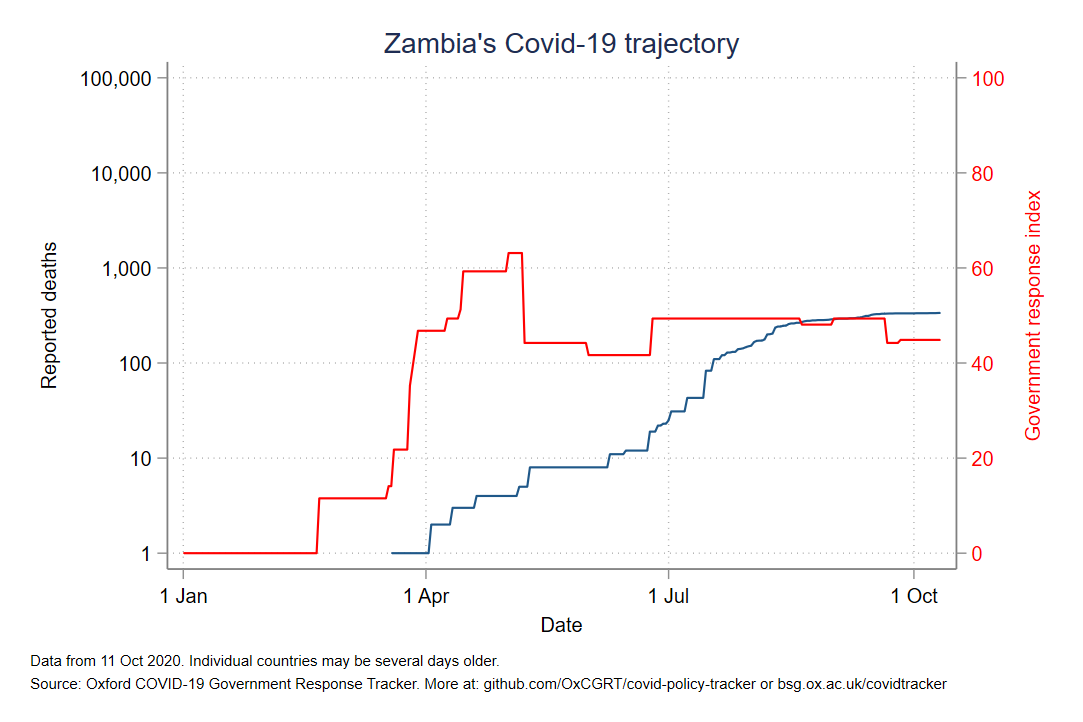 Zambia's Covid-19 trajectory
100,000
10,000
1,000
100
10
1
Reported deaths
100
80
60
40
20
0
Government response index
1 Jan
1 Apr
1 Jul
1 Oct
Date
Data from 11 Oct 2020. Individual countries may be several days older.
Source: Oxford COVID-19 Government Response Tracker. More at: github.com/OxCGRT/covid-policy-tracker or bsg.ox.ac.uk/covidtracker